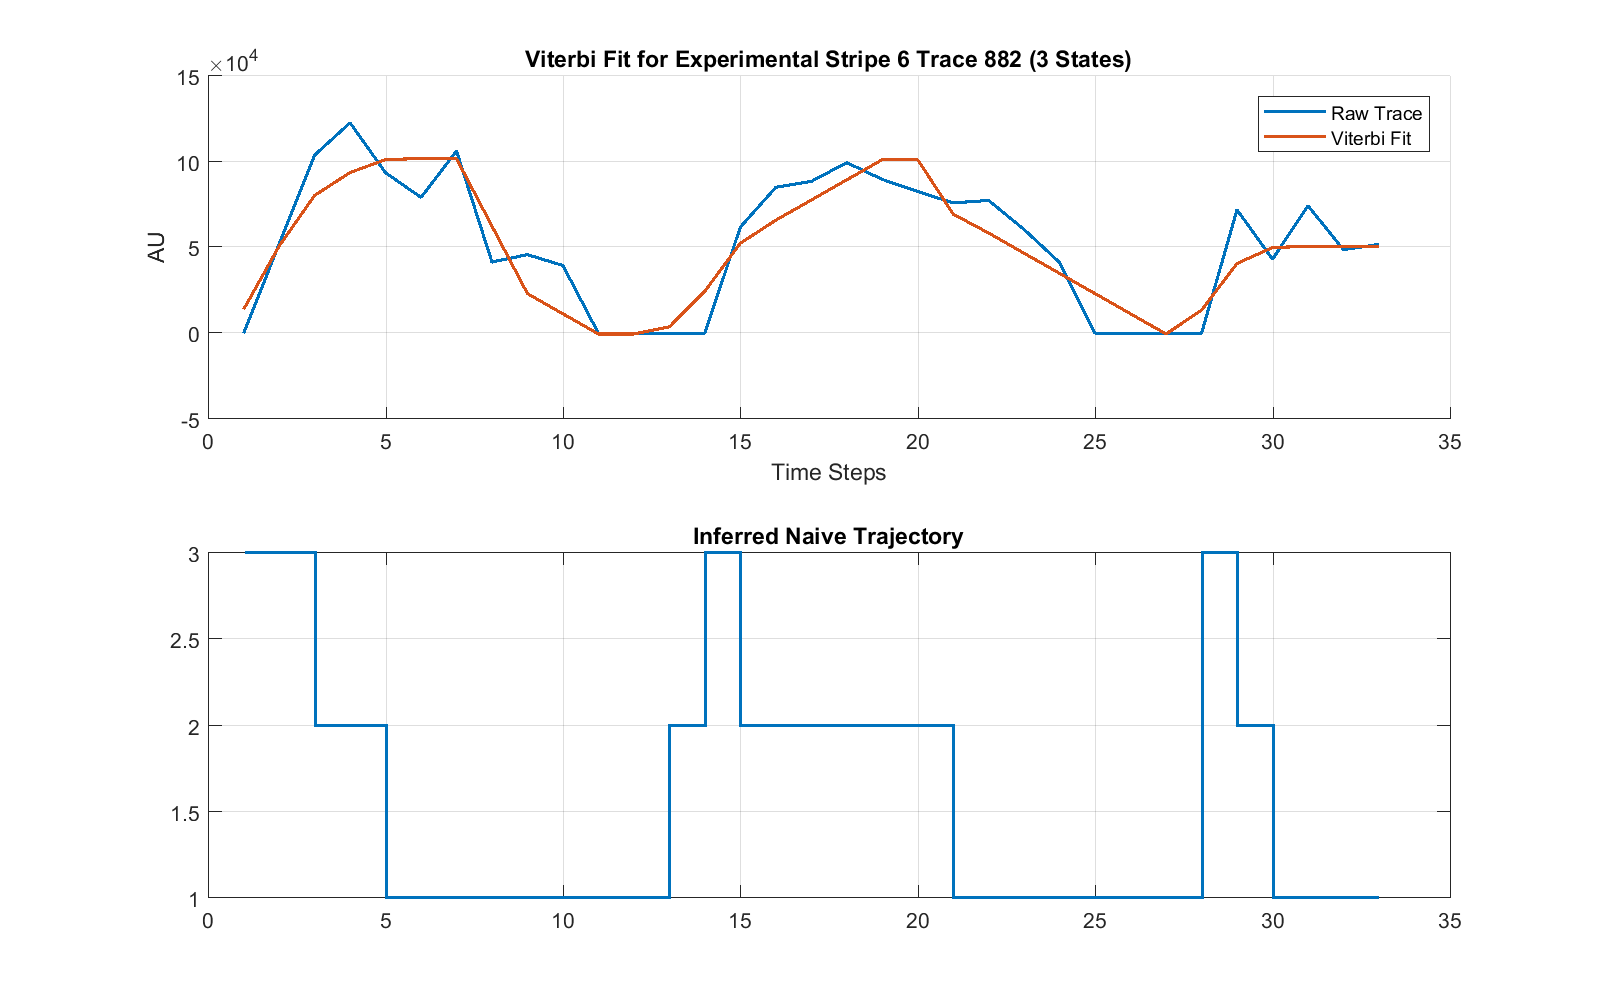 Viterbi Fit for Experimental Stripe 6 Trace 882 (3 States)
×10⁴
15
10
5
0
-5
AU
Raw Trace
Viterbi Fit
0 5 10 15 20 25 30 35
Time Steps
Inferred Naive Trajectory
3
2.5
2
1.5
1
0 5 10 15 20 25 30 35